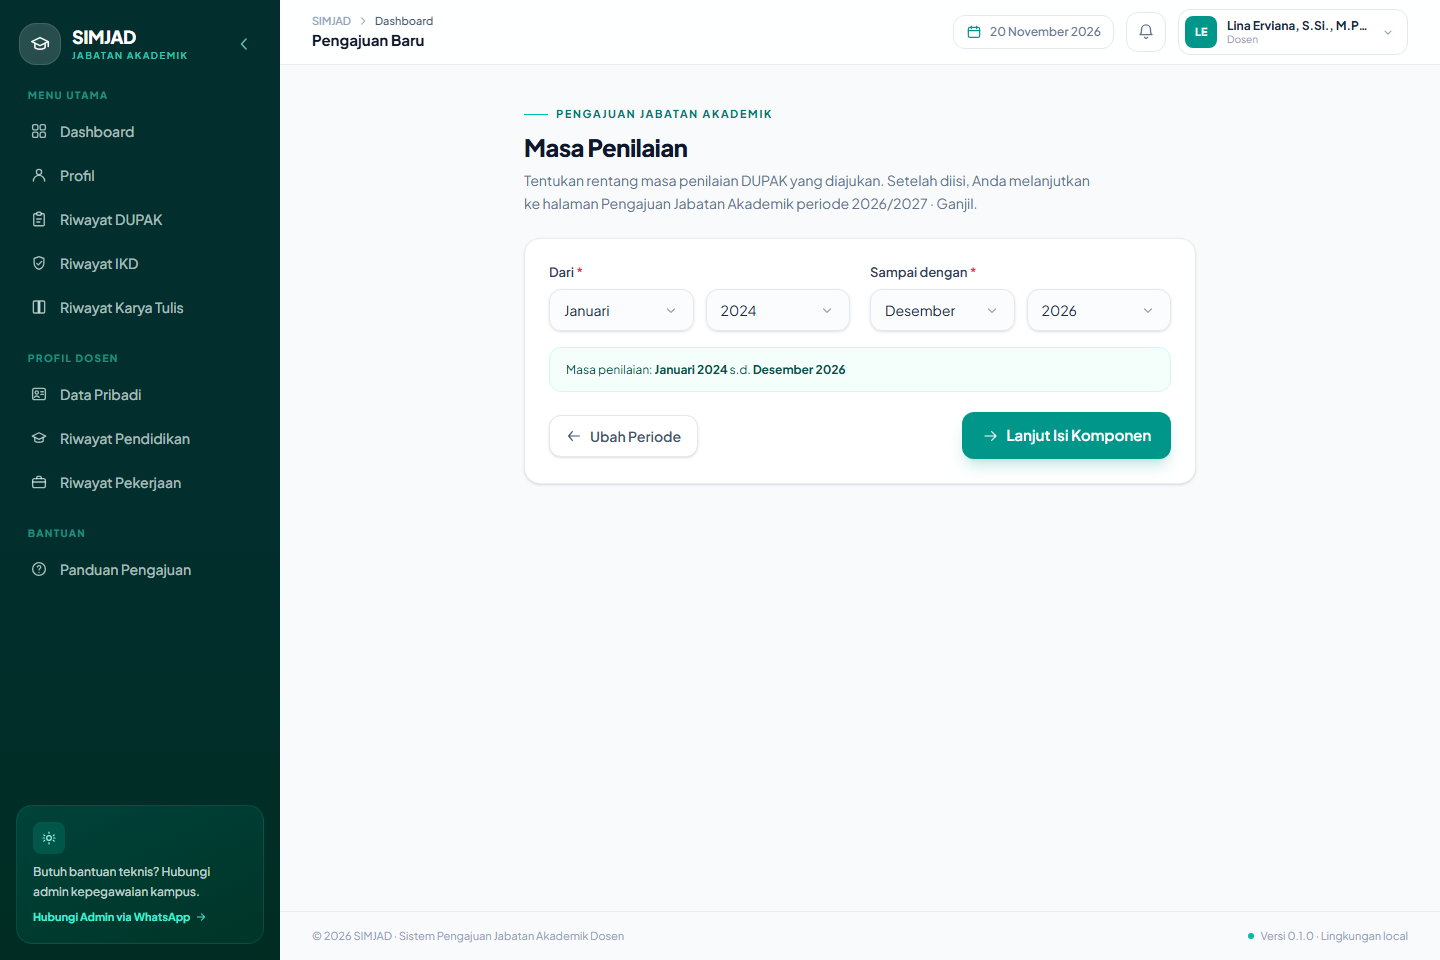 SIMJAD
JABATAN AKADEMIK
MENU UTAMA
Dashboard
Profil
Riwayat DUPAK
Riwayat IKD
Riwayat Karya Tulis
PROFIL DOSEN
Data Pribadi
Riwayat Pendidikan
Riwayat Pekerjaan
BANTUAN
Panduan Pengajuan
Butuh bantuan teknis? Hubungi
admin kepegawaian kampus.
Hubungi Admin via WhatsApp →
SIMJAD > Dashboard
Pengajuan Baru
20 November 2026
LE
Lina Erviana, S.Si., M.P...
Dosen
PENGAJUAN JABATAN AKADEMIK
Masa Penilaian
Tentukan rentang masa penilaian DUPAK yang diajukan. Setelah diisi, Anda melanjutkan
ke halaman Pengajuan Jabatan Akademik periode 2026/2027 · Ganjil.
Dari *
Sampai dengan *
Januari
2024
Desember
2026
Masa penilaian: Januari 2024 s.d. Desember 2026
← Ubah Periode
→ Lanjut Isi Komponen
© 2026 SIMJAD · Sistem Pengajuan Jabatan Akademik Dosen
Versi 0.1.0 · Lingkungan local